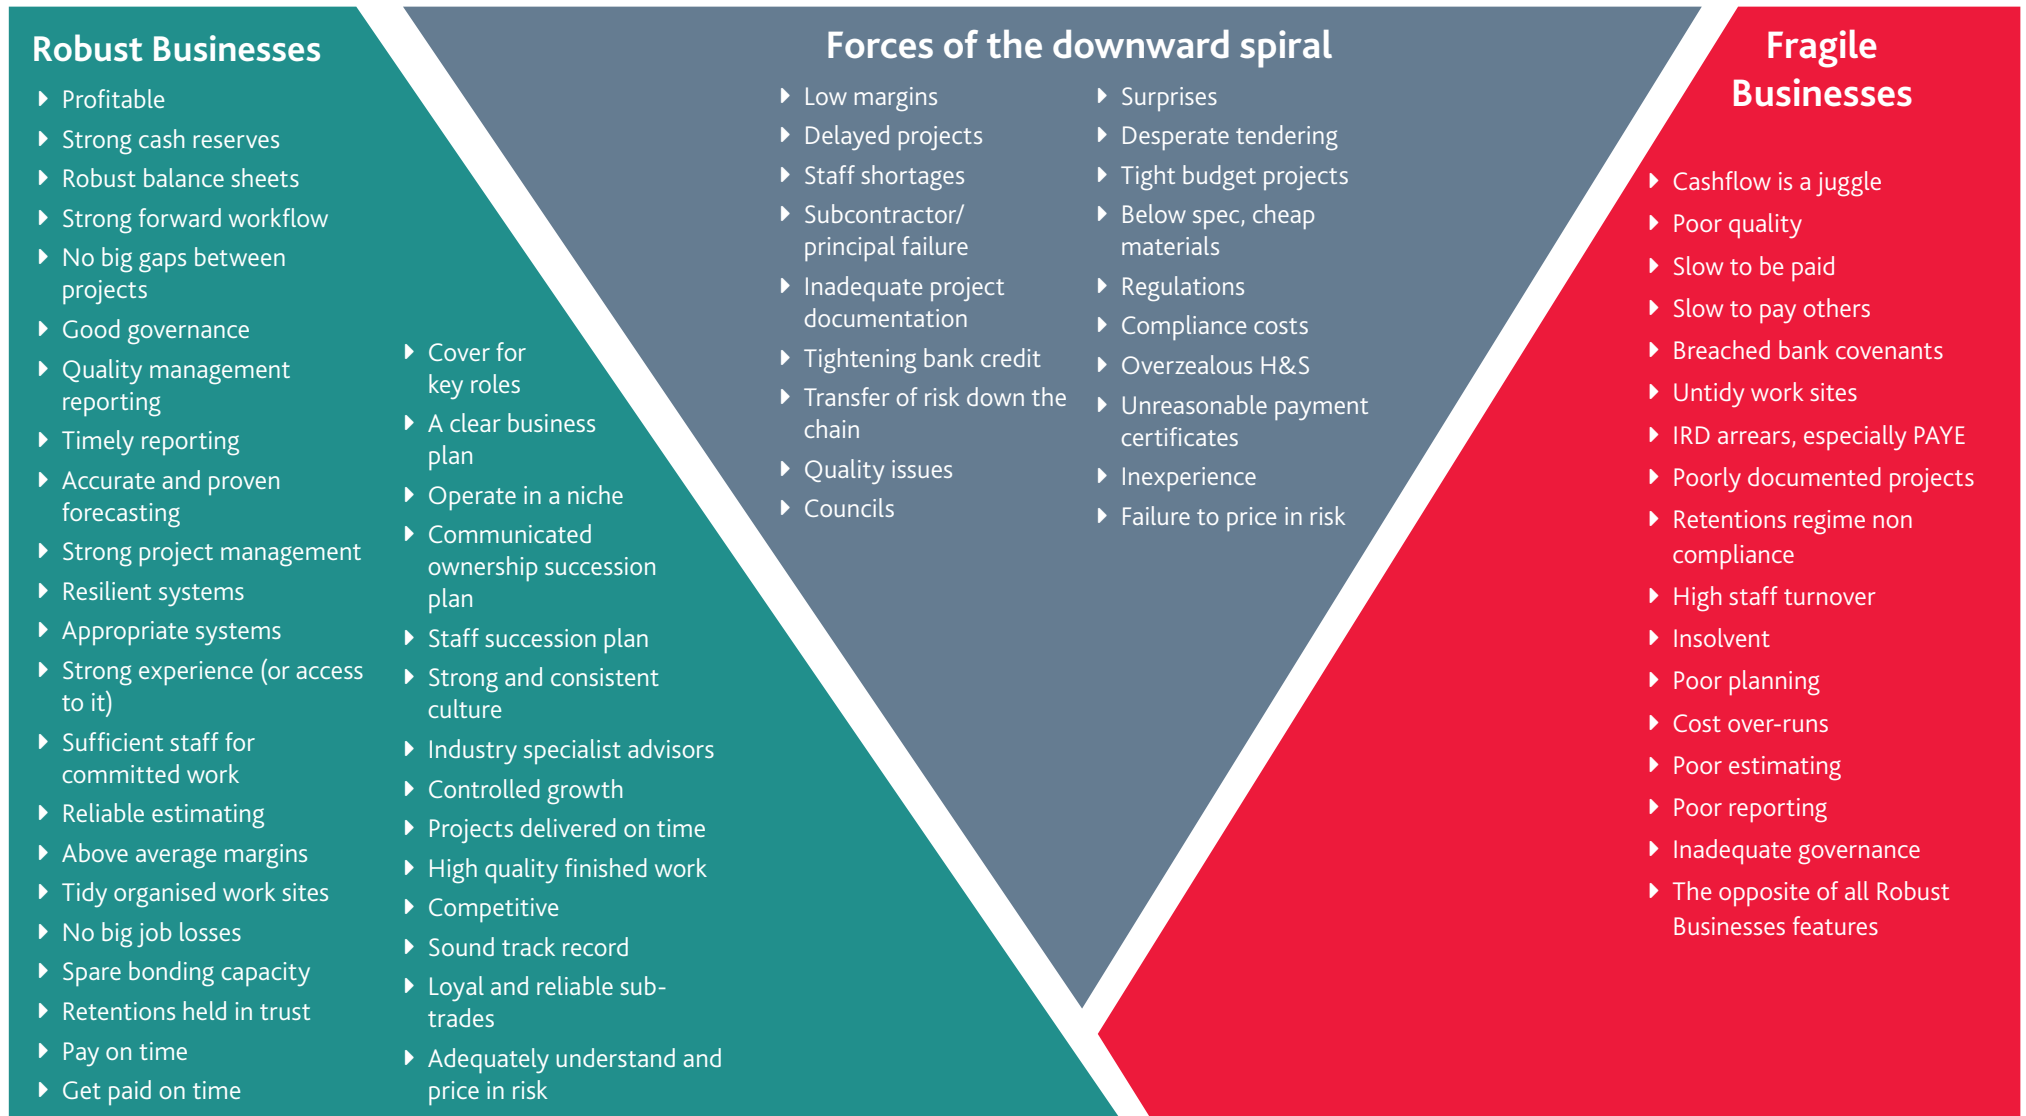 Robust Businesses
Profitable
Strong cash reserves
Robust balance sheets
Strong forward workflow
No big gaps between
projects
Good governance
Quality management
reporting
Timely reporting
Accurate and proven
forecasting
Strong project management
Resilient systems
Appropriate systems
Strong experience (or access
to it)
Sufficient staff for
committed work
Reliable estimating
Above average margins
Tidy organised work sites
No big job losses
Spare bonding capacity
Retentions held in trust
Pay on time
Get paid on time
Cover for
key roles
A clear business
plan
Operate in a niche
Communicated
ownership succession
plan
Staff succession plan
Strong and consistent
culture
Industry specialist advisors
Controlled growth
Projects delivered on time
High quality finished work
Competitive
Sound track record
Loyal and reliable sub-
trades
Adequately understand and
price in risk
Forces of the downward spiral
Low margins
Delayed projects
Staff shortages
Subcontractor/
principal failure
Inadequate project
documentation
Tightening bank credit
Transfer of risk down the
chain
Quality issues
Councils
Surprises
Desperate tendering
Tight budget projects
Below spec, cheap
materials
Regulations
Compliance costs
Overzealous H&S
Unreasonable payment
certificates
Inexperience
Failure to price in risk
Fragile
Businesses
Cashflow is a juggle
Poor quality
Slow to be paid
Slow to pay others
Breached bank covenants
Untidy work sites
IRD arrears, especially PAYE
Poorly documented projects
Retentions regime non
compliance
High staff turnover
Insolvent
Poor planning
Cost over-runs
Poor estimating
Poor reporting
Inadequate governance
The opposite of all Robust
Businesses features